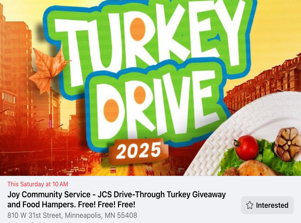 TURKEY
DRIVE
2025
This Saturday at 10 AM
Joy Community Service - JCS Drive-Through Turkey Giveaway
and Food Hampers. Free! Free! Free!
810 W 31st Street, Minneapolis, MN 55408
Interested